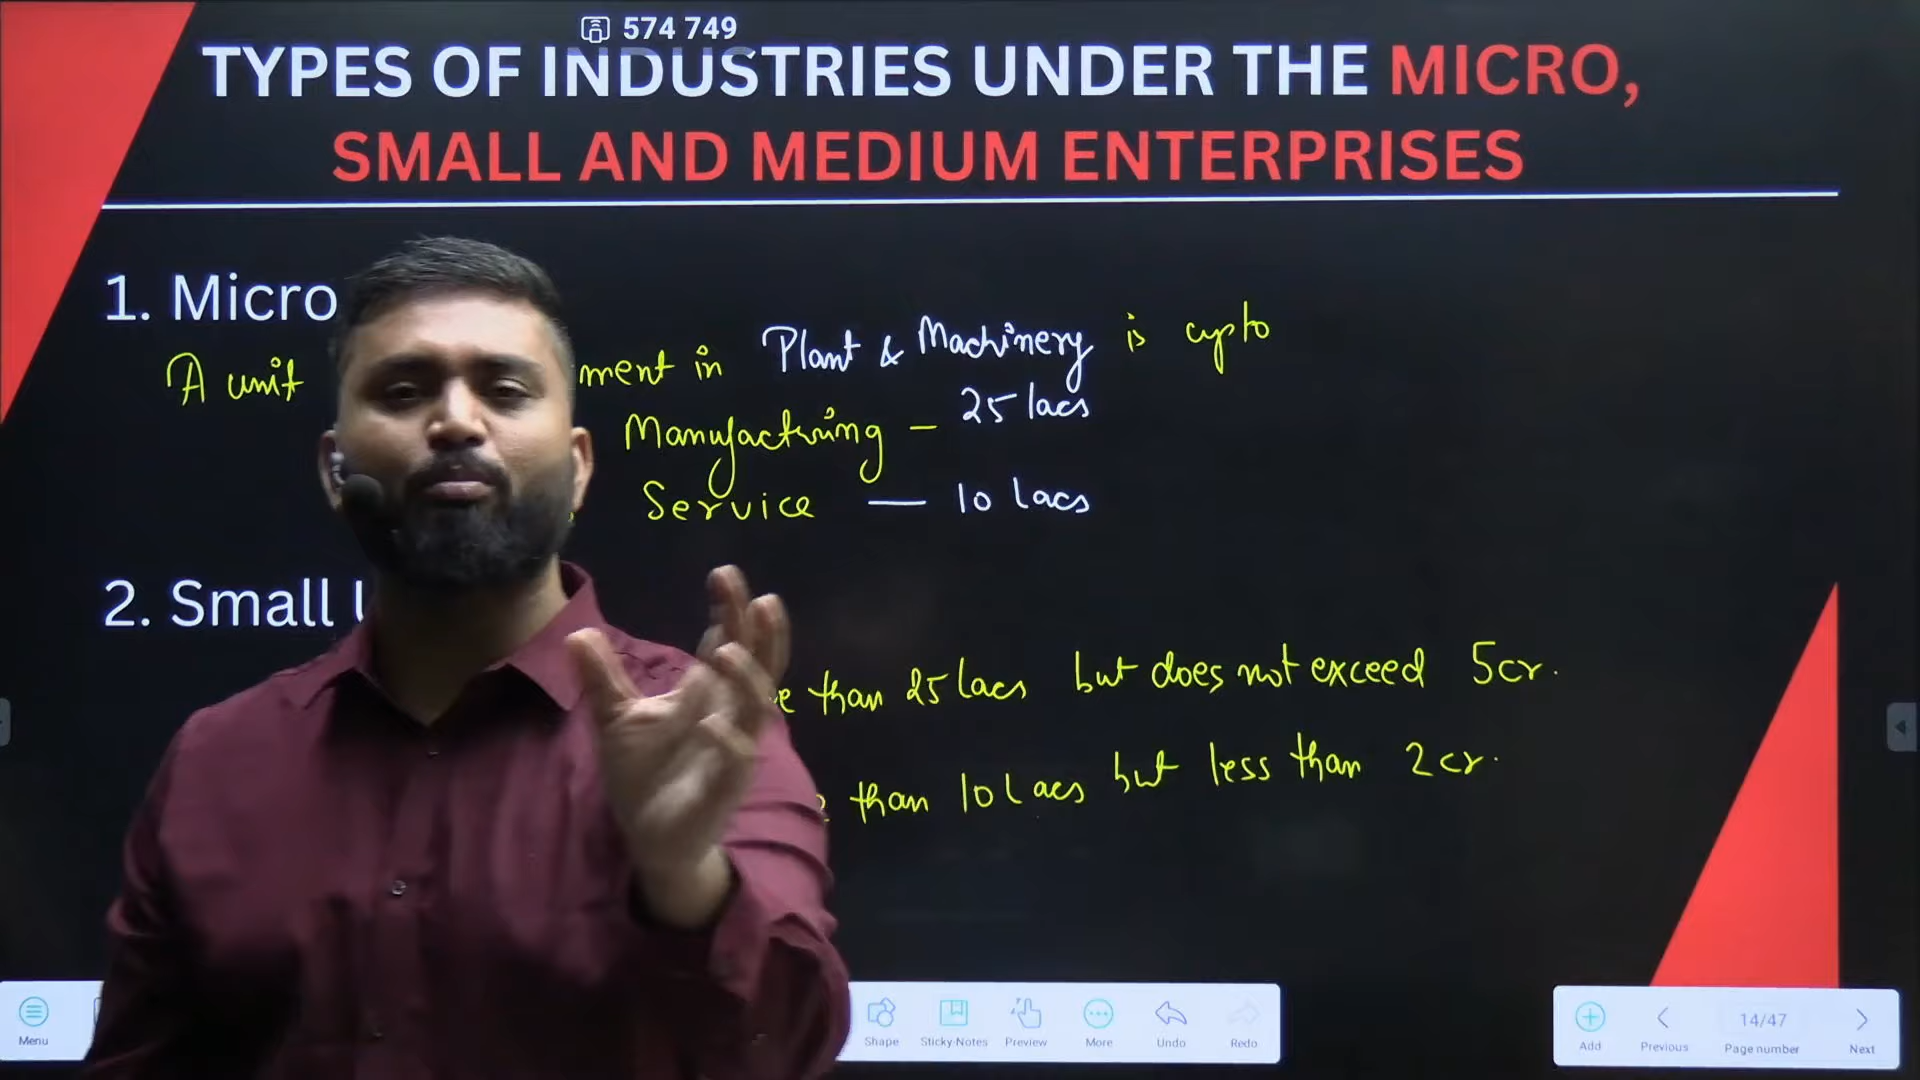 574 749
TYPES OF INDUSTRIES UNDER THE MICRO,
SMALL AND MEDIUM ENTERPRISES
1. Micro
A unit ment in Plant & Machinery is upto
Manufacturing - 25 lacs
Service — 10 lacs
2. Small
than 25 lacs but does not exceed 5cr.
than 10 lacs but less than 2cr.
Menu
Shape
Sticky-Notes
Preview
More
Undo
Redo
Add
Previous
14/47
Page number
Next